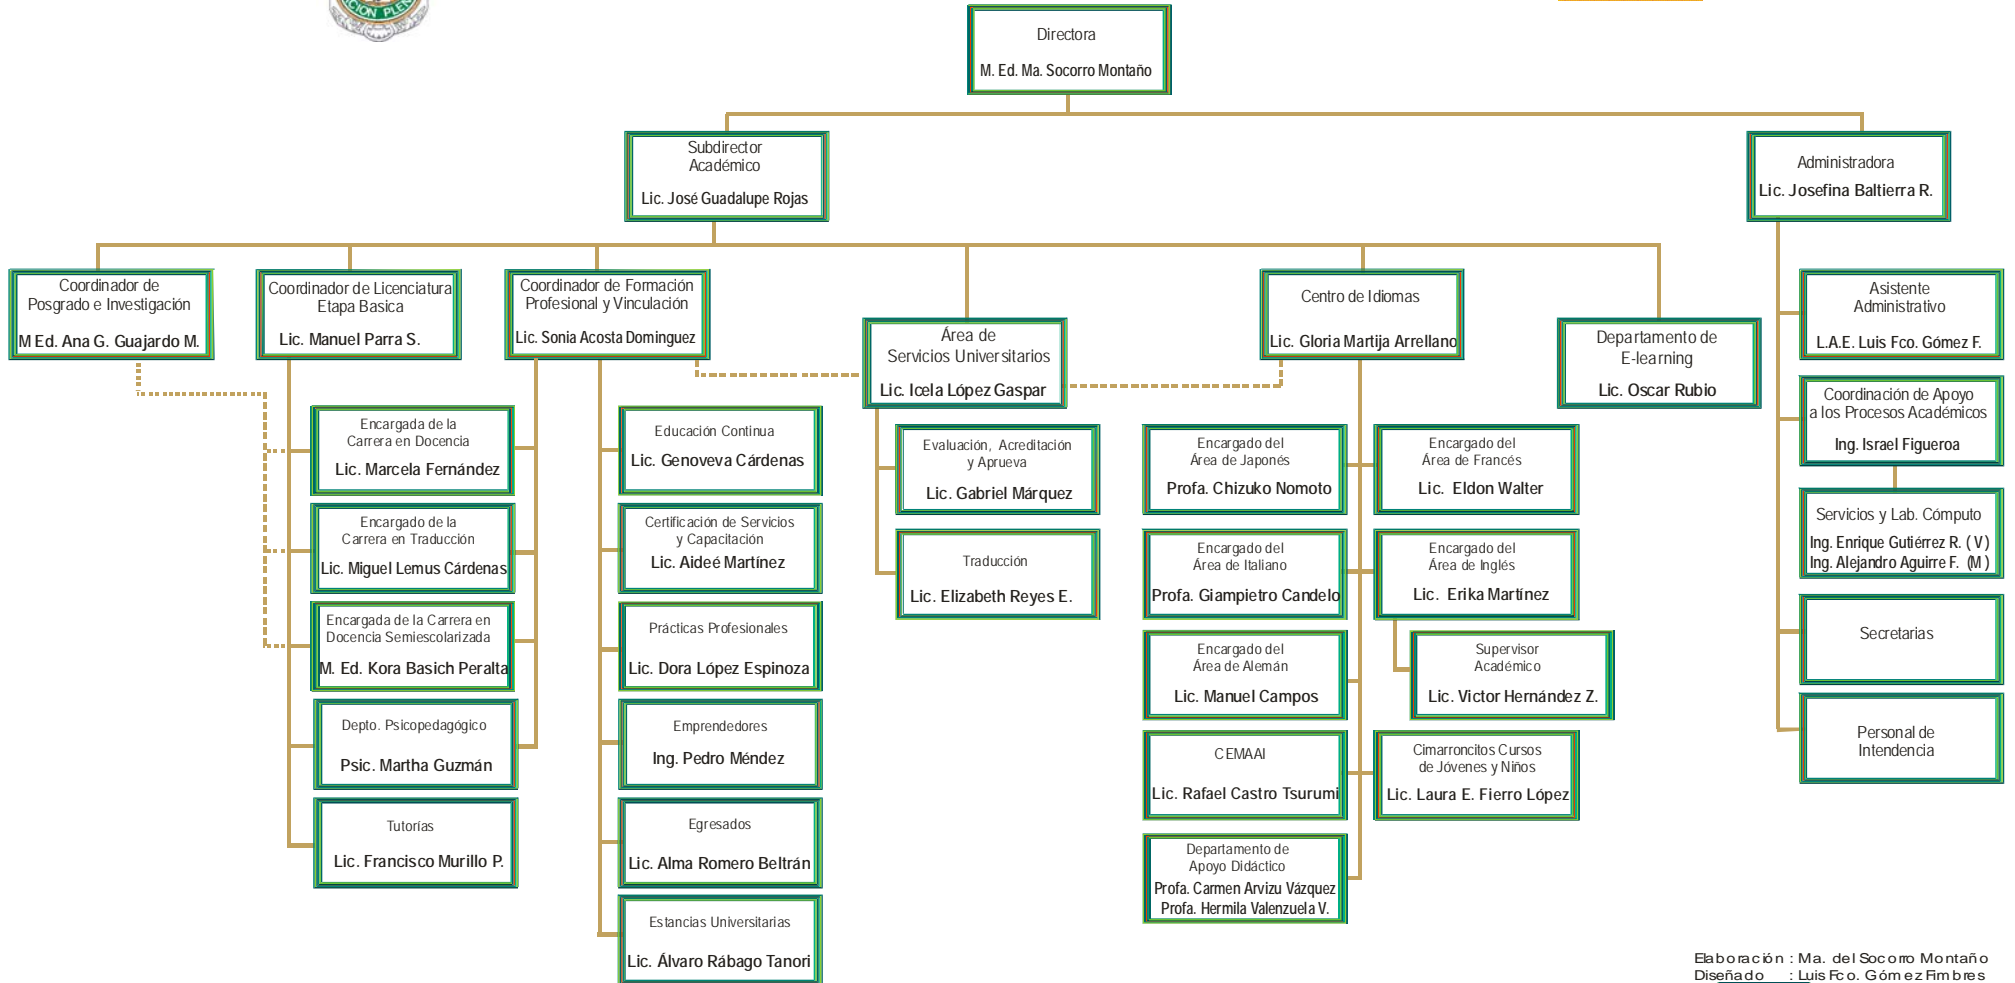 CION PLENA
Directora
M. Ed. Ma. Socorro Montaño
Subdirector
Académico
Lic. José Guadalupe Rojas
Administradora
Lic. Josefina Baltierra R.
Coordinador de
Posgrado e Investigación
M Ed. Ana G. Guajardo M.
Coordinador de Licenciatura
Etapa Basica
Lic. Manuel Parra S.
Coordinador de Formación
Profesional y Vinculación
Lic. Sonia Acosta Dominguez
Área de
Servicios Universitarios
Lic. Icela López Gaspar
Centro de Idiomas
Lic. Gloria Martija Arrellano
Departamento de
E-learning
Lic. Oscar Rubio
Asistente
Administrativo
L.A.E. Luis Fco. Gómez F.
Coordinación de Apoyo
a los Procesos Académicos
Ing. Israel Figueroa
Servicios y Lab. Cómputo
Ing. Enrique Gutiérrez R. ( V )
Ing. Alejandro Aguirre F. (M )
Secretarias
Personal de
Intendencia
Encargada de la
Carrera en Docencia
Lic. Marcela Fernández
Encargado de la
Carrera en Traducción
Lic. Miguel Lemus Cárdenas
Encargada de la Carrera en
Docencia Semiescolarizada
M. Ed. Kora Basich Peralta
Depto. Psicopedagógico
Psic. Martha Guzmán
Tutorías
Lic. Francisco Murillo P.
Educación Continua
Lic. Genoveva Cárdenas
Certificación de Servicios
y Capacitación
Lic. Aideé Martínez
Prácticas Profesionales
Lic. Dora López Espinoza
Emprendedores
Ing. Pedro Méndez
Egresados
Lic. Alma Romero Beltrán
Estancias Universitarias
Lic. Álvaro Rábago Tanori
Evaluación, Acreditación
y Aprueva
Lic. Gabriel Márquez
Traducción
Lic. Elizabeth Reyes E.
Encargado del
Área de Japonés
Profa. Chizuko Nomoto
Encargado del
Área de Francés
Lic. Eldon Walter
Encargado del
Área de Italiano
Profa. Giampietro Candelo
Encargado del
Área de Inglés
Lic. Erika Martínez
Encargado del
Área de Alemán
Lic. Manuel Campos
Supervisor
Académico
Lic. Victor Hernández Z.
CEMAAI
Lic. Rafael Castro Tsurumi
Cimarroncitos Cursos
de Jóvenes y Niños
Lic. Laura E. Fierro López
Departamento de
Apoyo Didáctico
Profa. Carmen Arvizu Vázquez
Profa. Hermila Valenzuela V.
Elaboración : Ma. del Socorro Montaño
Diseñado : Luis Fco. Gómez Fimbres